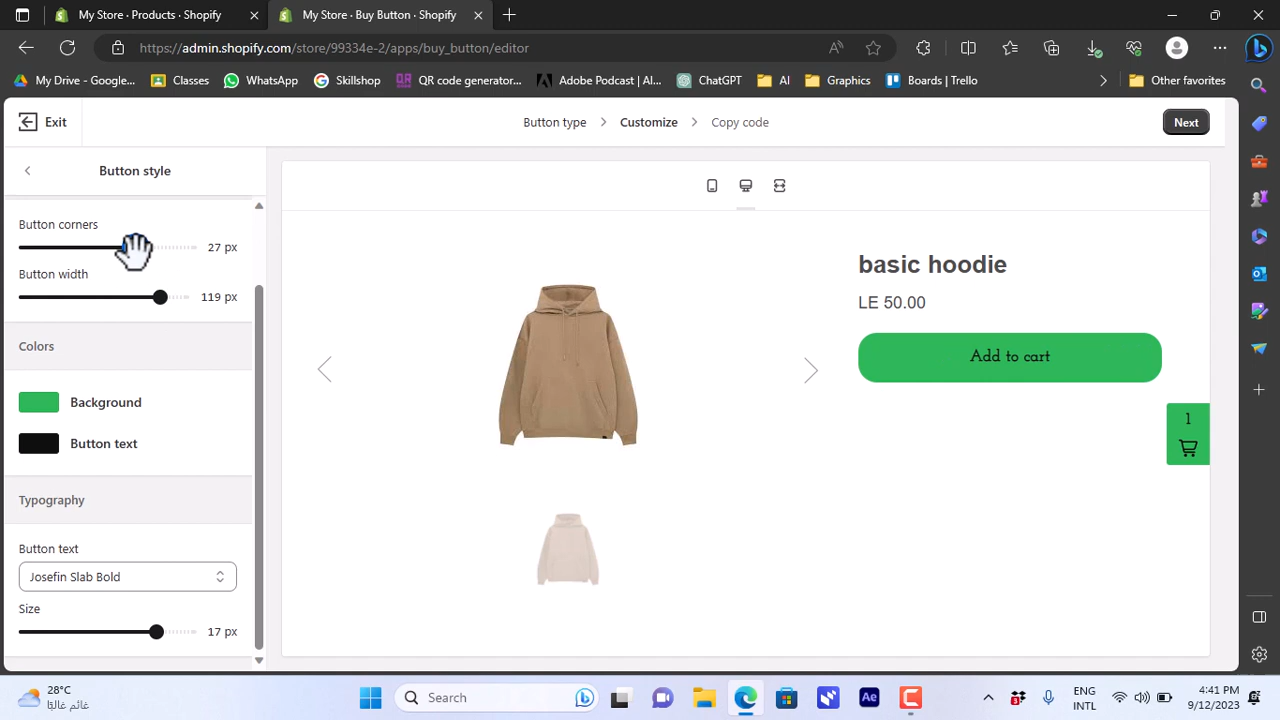 My Store · Products · Shopify
My Store · Buy Button · Shopify
https://admin.shopify.com/store/99334e-2/apps/buy_button/editor
My Drive - Google...
Classes
WhatsApp
Skillshop
QR code generator...
Adobe Podcast | AI...
ChatGPT
AI
Graphics
Boards | Trello
Other favorites
Exit
Button type
Customize
Copy code
Next
Button style
Button corners
27 px
Button width
119 px
Colors
Background
Button text
Typography
Button text
Josefin Slab Bold
Size
17 px
basic hoodie
LE 50.00
Add to cart
1
28°C
غائم غالبًا
Search
ENG
INTL
4:41 PM
9/12/2023